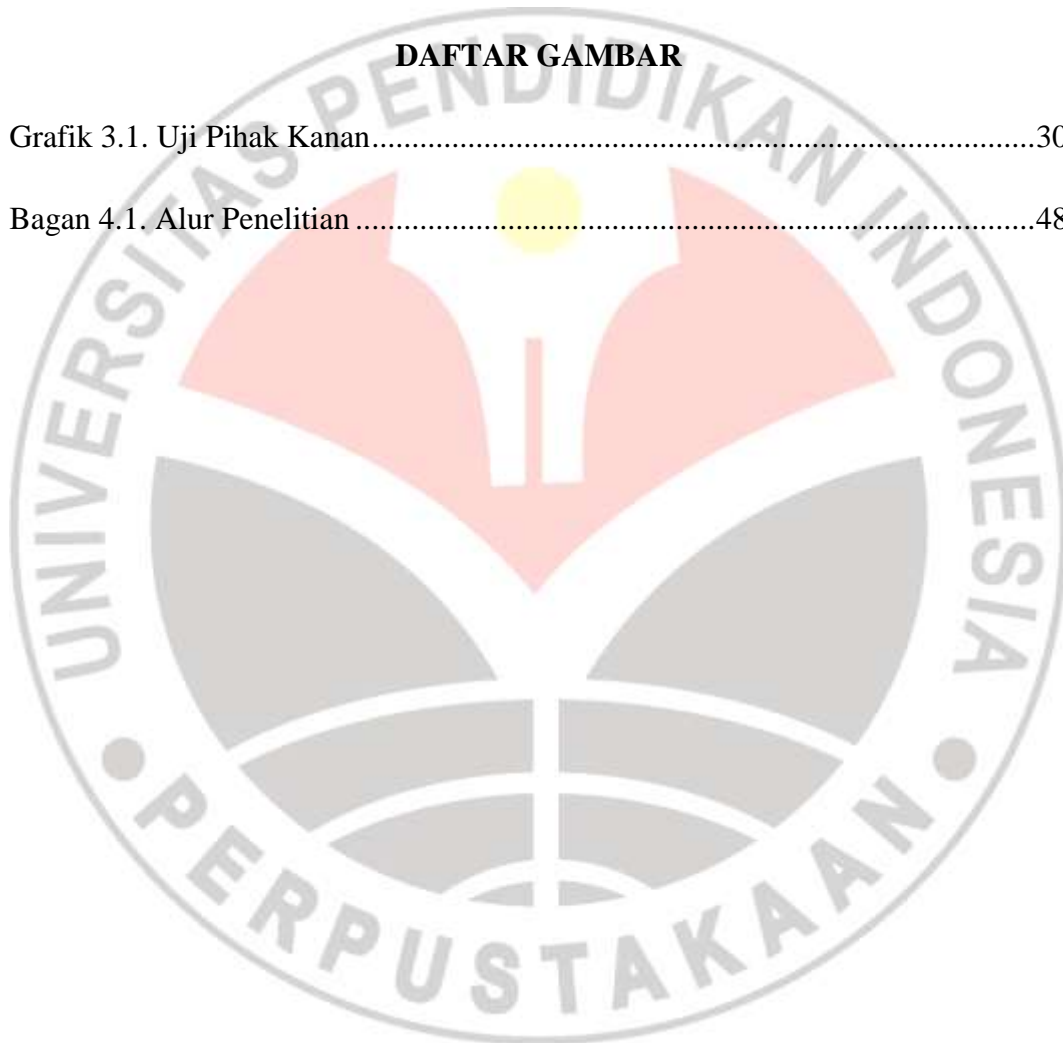 DAFTAR GAMBAR
Grafik 3.1. Uji Pihak Kanan...................................................................................30
Bagan 4.1. Alur Penelitian.....................................................................................48
UNIVERSITAS PENDIDIKAN INDONESIA
PERPUSTAKAAN